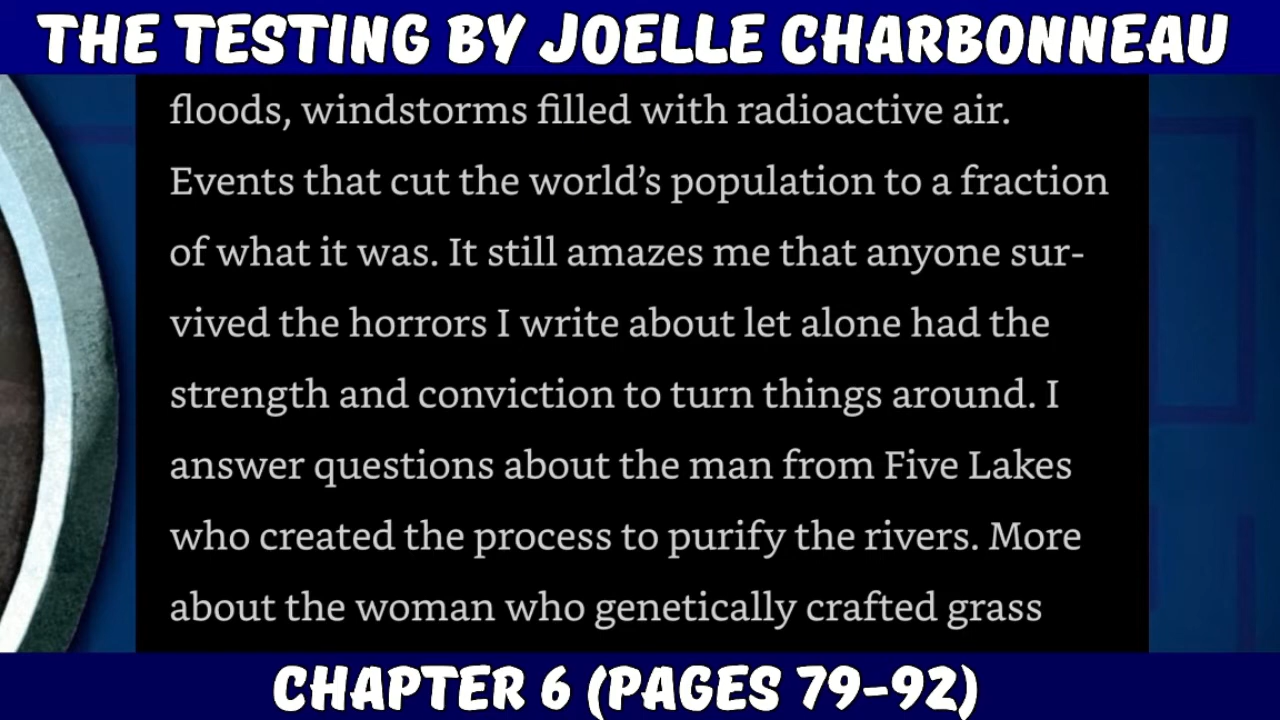 THE TESTING BY JOELLE CHARBONNEAU
floods, windstorms filled with radioactive air.
Events that cut the world’s population to a fraction
of what it was. It still amazes me that anyone sur-
vived the horrors I write about let alone had the
strength and conviction to turn things around. I
answer questions about the man from Five Lakes
who created the process to purify the rivers. More
about the woman who genetically crafted grass
CHAPTER 6 (PAGES 79-92)